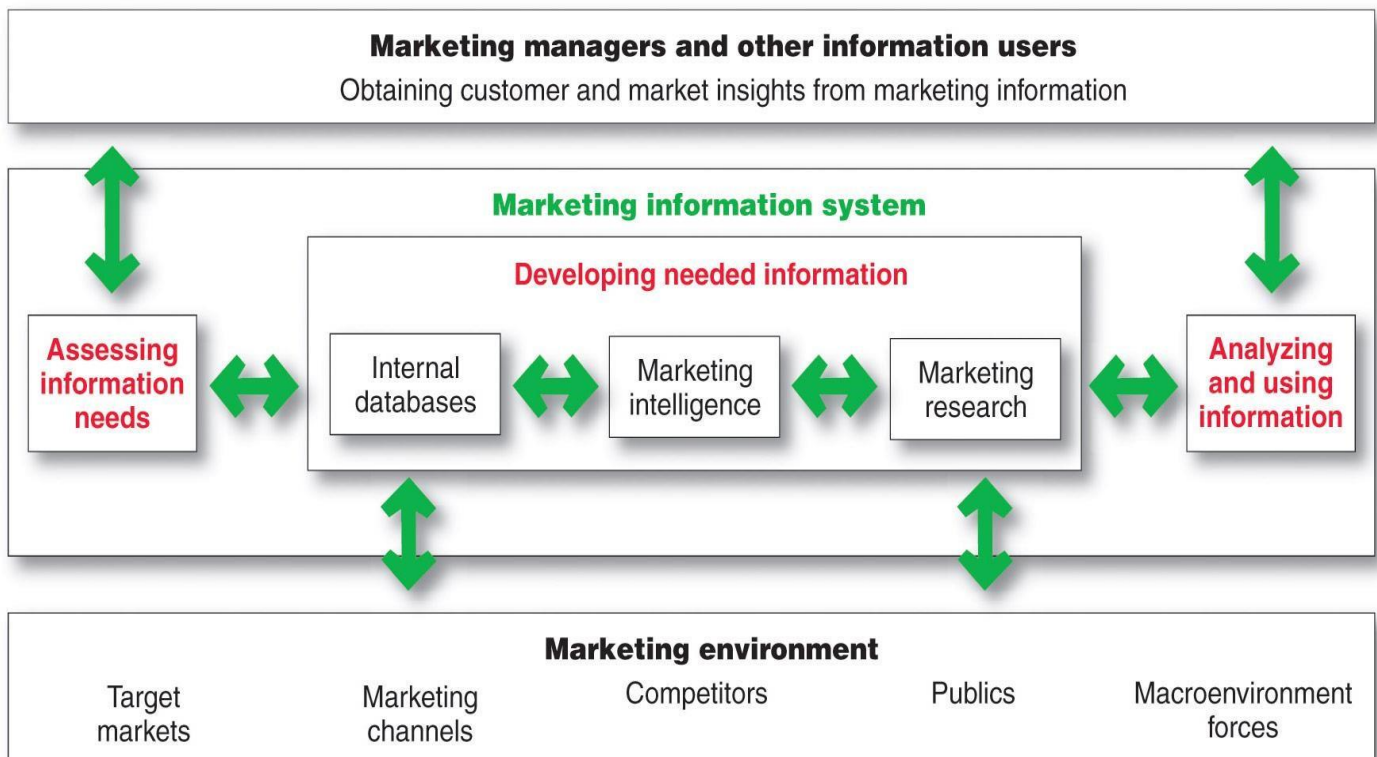 Marketing managers and other information users
Obtaining customer and market insights from marketing information
Marketing information system
Developing needed information
Assessing
information
needs
Internal
databases
Marketing
intelligence
Marketing
research
Analyzing
and using
information
Marketing environment
Target
markets
Marketing
channels
Competitors
Publics
Macroenvironment
forces